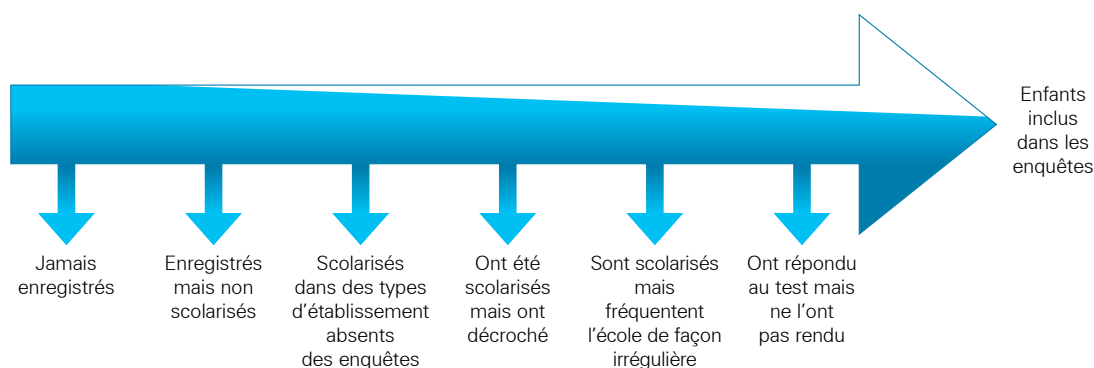 Enfants
inclus
dans les
enquêtes
Jamais
enregistrés
Enregistrés
mais non
scolarisés
Scolarisés
dans des types
d'établissement
absents
des enquêtes
Ont été
scolarisés
mais ont
décroché
Sont scolarisés
mais
fréquentent
l'école de façon
irrégulière
Ont répondu
au test mais
ne l'ont
pas rendu